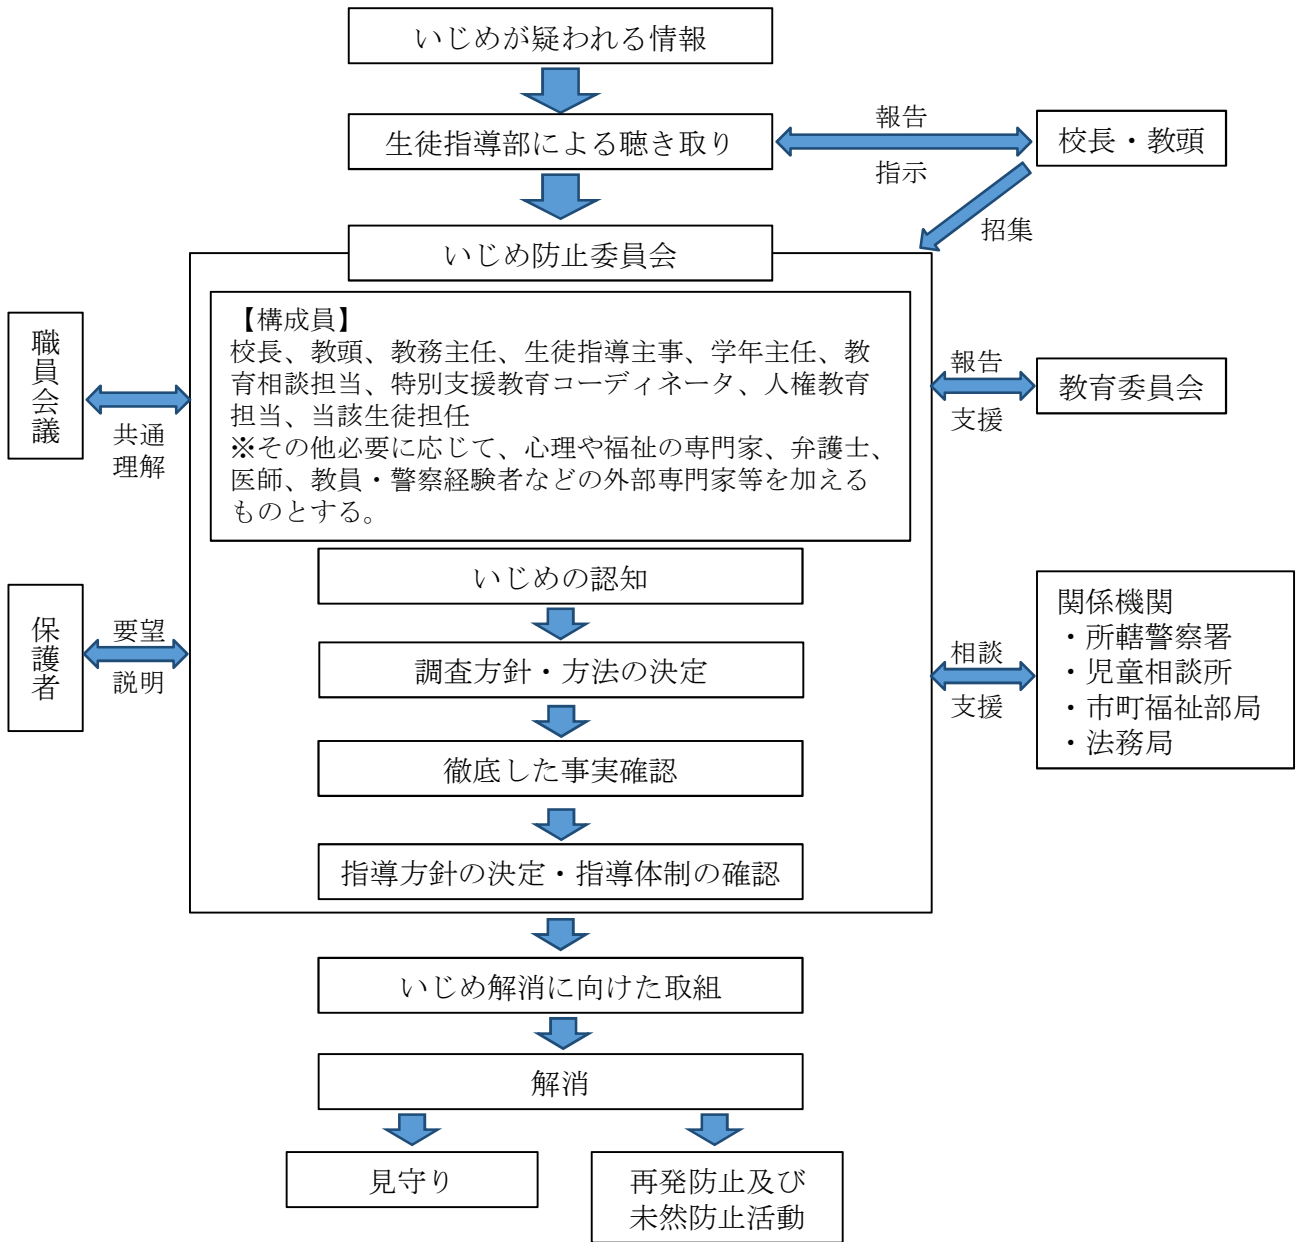 いじめが疑われる情報
生徒指導部による聴き取り
報告
指示
校長・教頭
招集
いじめ防止委員会
【構成員】
校長、教頭、教務主任、生徒指導主事、学年主任、教
育相談担当、特別支援教育コーディネータ、人権教育
担当、当該生徒担任
※その他必要に応じて、心理や福祉の専門家、弁護士、
医師、教員・警察経験者などの外部専門家等を加える
ものとする。
職員会議
共通
理解
報告
支援
教育委員会
いじめの認知
調査方針・方法の決定
徹底した事実確認
指導方針の決定・指導体制の確認
保護者
要望
説明
相談
支援
関係機関
・所轄警察署
・児童相談所
・市町福祉部局
・法務局
いじめ解消に向けた取組
解消
見守り
再発防止及び
未然防止活動